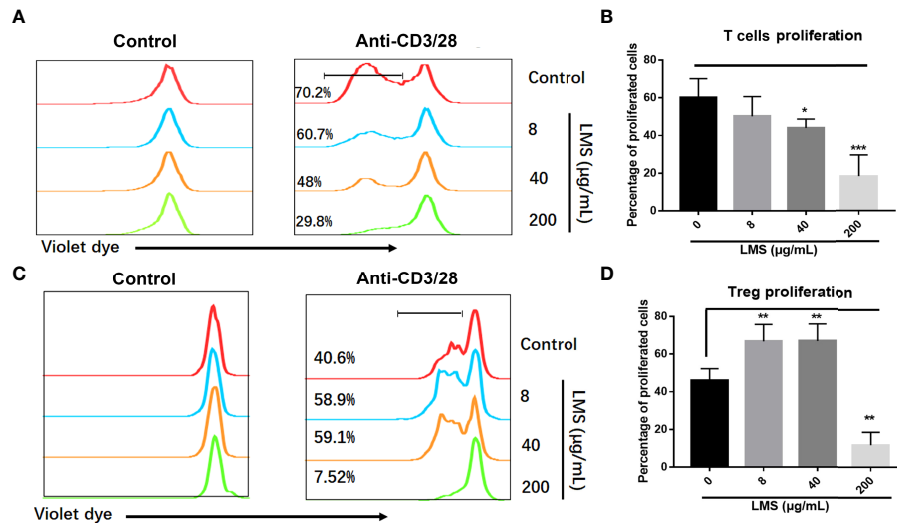 A
Control
Anti-CD3/28
70.2%
60.7%
48%
29.8%
Control
8
40
200
LMS (µg/mL)
Violet dye
B
T cells proliferation
Percentage of proliferated cells
80
60
40
20
0
*
***
0
8
40
200
LMS (µg/mL)
C
Control
Anti-CD3/28
40.6%
58.9%
59.1%
7.52%
Control
8
40
200
LMS (µg/mL)
Violet dye
D
Treg proliferation
Percentage of proliferated cells
80
60
40
20
0
**
**
**
0
8
40
200
LMS (µg/mL)